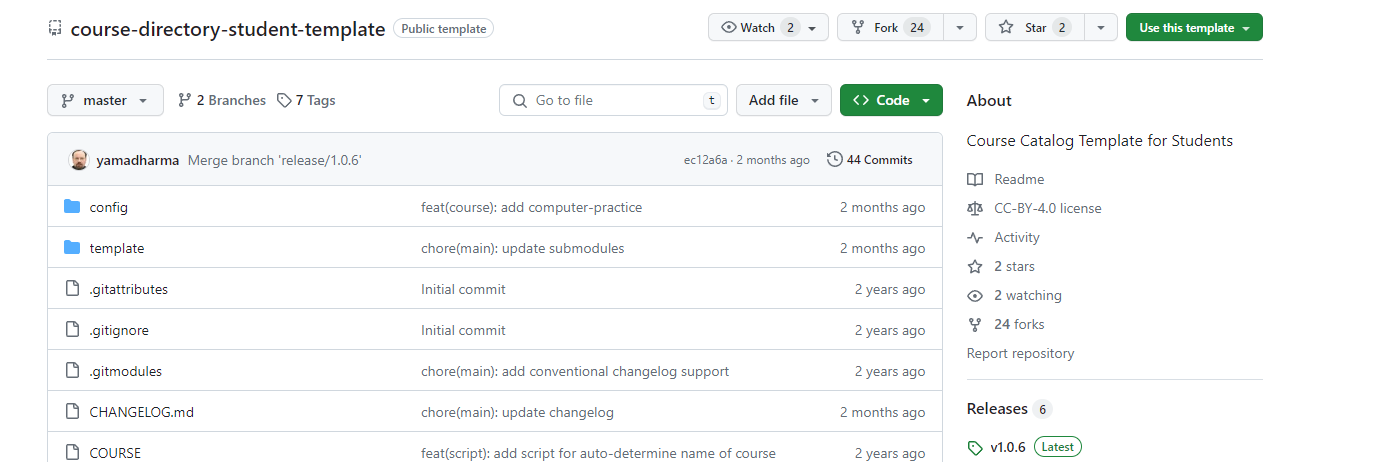 course-directory-student-template Public template Watch 2 Fork 24 Star 2 Use this template
master 2 Branches 7 Tags Go to file t Add file Code
yamadharma Merge branch 'release/1.0.6' ec12a6a · 2 months ago 44 Commits
config feat(course): add computer-practice 2 months ago
template chore(main): update submodules 2 months ago
.gitattributes Initial commit 2 years ago
.gitignore Initial commit 2 years ago
.gitmodules chore(main): add conventional changelog support 2 years ago
CHANGELOG.md chore(main): update changelog 2 months ago
COURSE feat(script): add script for auto-determine name of course 2 years ago
About
Course Catalog Template for Students
Readme
CC-BY-4.0 license
Activity
2 stars
2 watching
24 forks
Report repository
Releases 6
v1.0.6 Latest